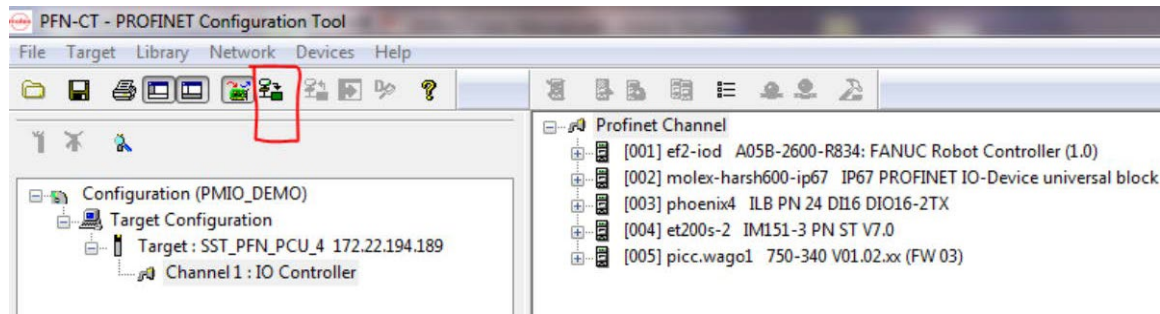 PFN-CT - PROFINET Configuration Tool
File Target Library Network Devices Help
Configuration (PMIO_DEMO)
Target Configuration
Target : SST_PFN_PCU_4 172.22.194.189
Channel 1 : IO Controller
Profinet Channel
[001] ef2-iod A05B-2600-R834: FANUC Robot Controller (1.0)
[002] molex-harsh600-ip67 IP67 PROFINET IO-Device universal block
[003] phoenix4 ILB PN 24 DI16 DIO16-2TX
[004] et200s-2 IM151-3 PN ST V7.0
[005] picc.wago1 750-340 V01.02.xx (FW 03)